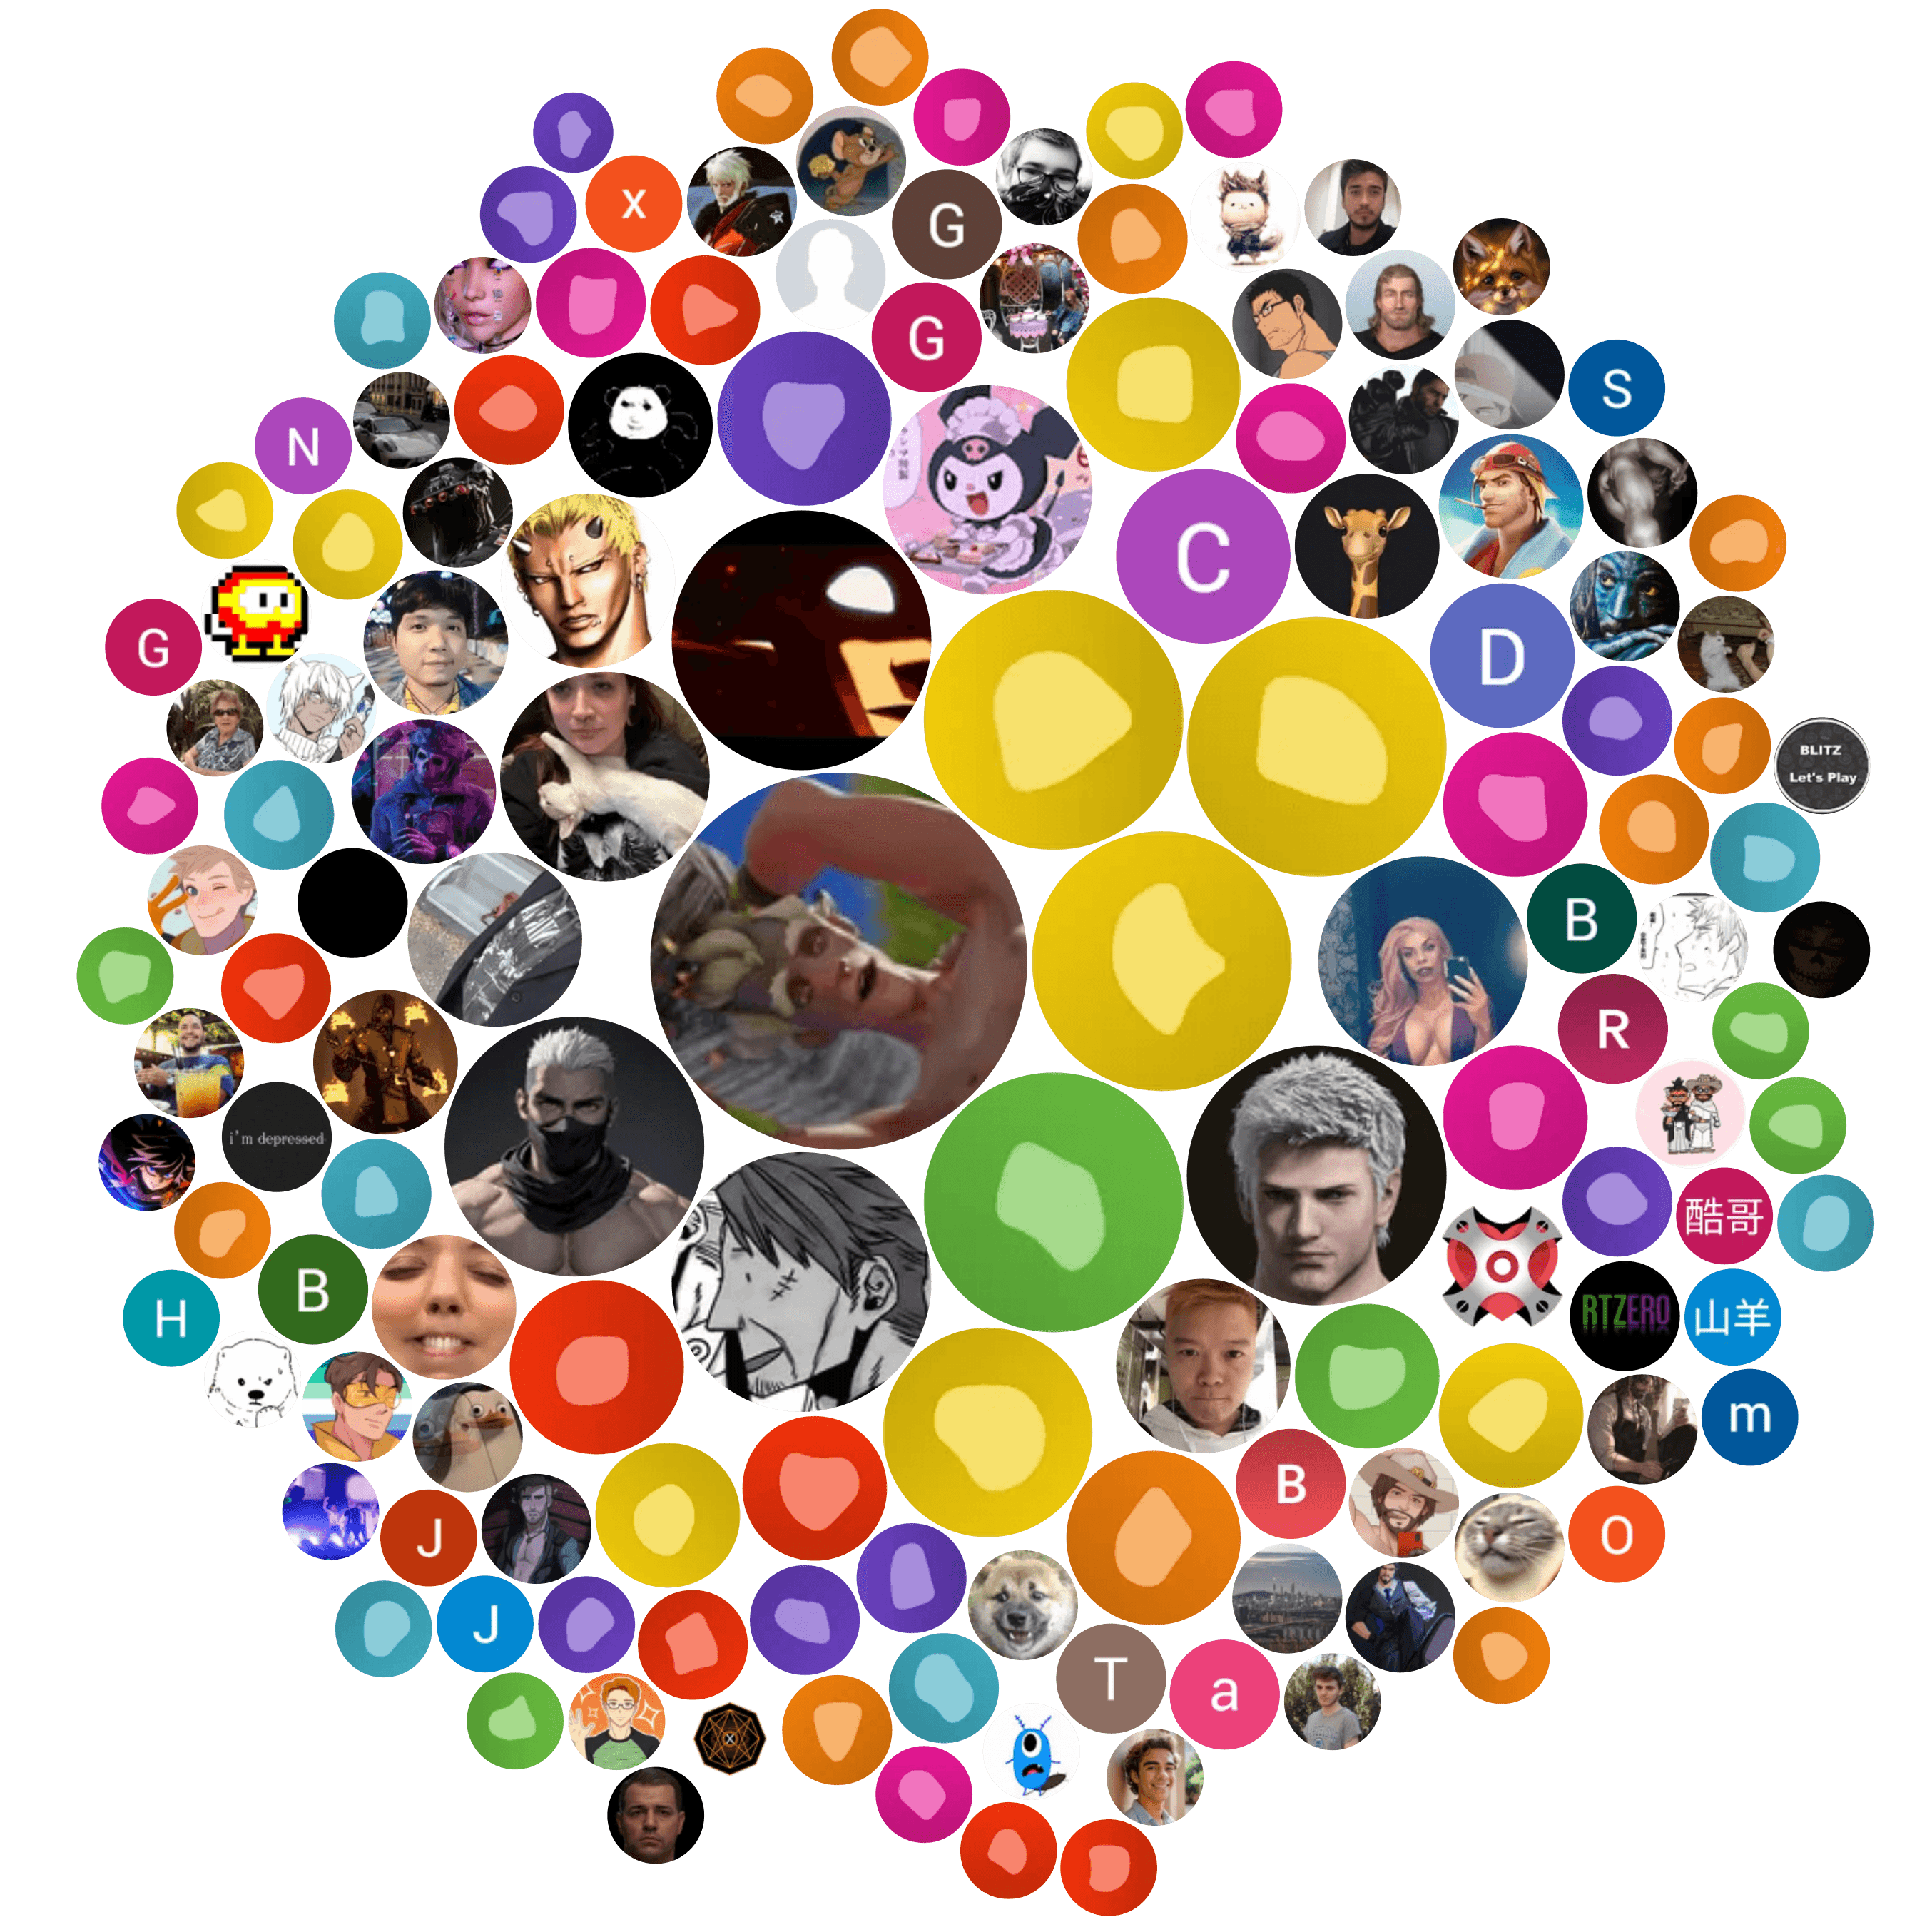 x
G
G
N
S
C
G
D
BLITZ
Let's Play
B
R
i'm depressed
酷哥
B
H
RTZERO
山羊
m
B
J
O
J
T
a
X